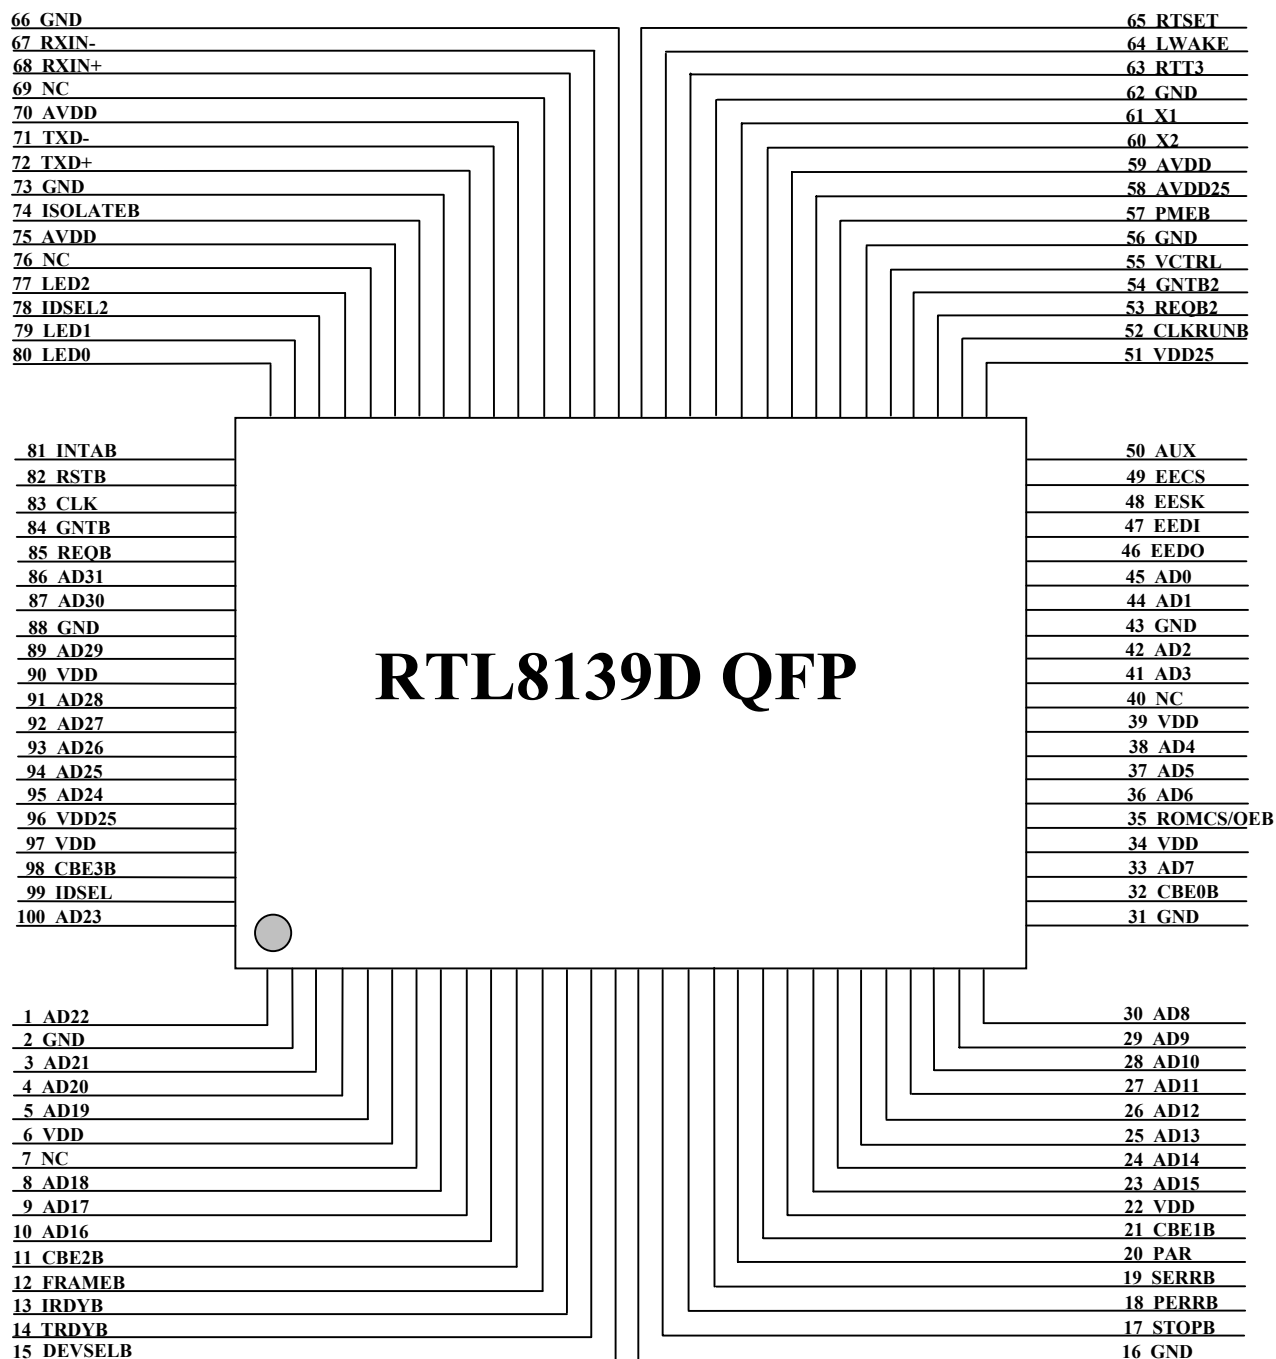 66 GND
67 RXIN-
68 RXIN+
69 NC
70 AVDD
71 TXD-
72 TXD+
73 GND
74 ISOLATEB
75 AVDD
76 NC
77 LED2
78 IDSEL2
79 LED1
80 LED0
65 RTSET
64 LWAKE
63 RTT3
62 GND
61 X1
60 X2
59 AVDD
58 AVDD25
57 PMEB
56 GND
55 VCTRL
54 GNTB2
53 REQB2
52 CLKRUNB
51 VDD25
81 INTAB
82 RSTB
83 CLK
84 GNTB
85 REQB
86 AD31
87 AD30
88 GND
89 AD29
90 VDD
91 AD28
92 AD27
93 AD26
94 AD25
95 AD24
96 VDD25
97 VDD
98 CBE3B
99 IDSEL
100 AD23
RTL8139D QFP
50 AUX
49 EECS
48 EESK
47 EEDI
46 EEDO
45 AD0
44 AD1
43 GND
42 AD2
41 AD3
40 NC
39 VDD
38 AD4
37 AD5
36 AD6
35 ROMCS/OEB
34 VDD
33 AD7
32 CBE0B
31 GND
1 AD22
2 GND
3 AD21
4 AD20
5 AD19
6 VDD
7 NC
8 AD18
9 AD17
10 AD16
11 CBE2B
12 FRAMEB
13 IRDYB
14 TRDYB
15 DEVSELB
30 AD8
29 AD9
28 AD10
27 AD11
26 AD12
25 AD13
24 AD14
23 AD15
22 VDD
21 CBE1B
20 PAR
19 SERRB
18 PERRB
17 STOPB
16 GND